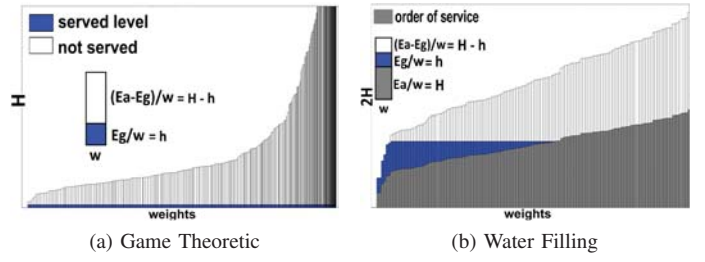 served level
not served
(Ea-Eg)/w = H - h
Eg/w = h
w
H
weights
(a) Game Theoretic
order of service
(Ea-Eg)/w = H - h
Eg/w = h
Ea/w = H
w
2H
weights
(b) Water Filling